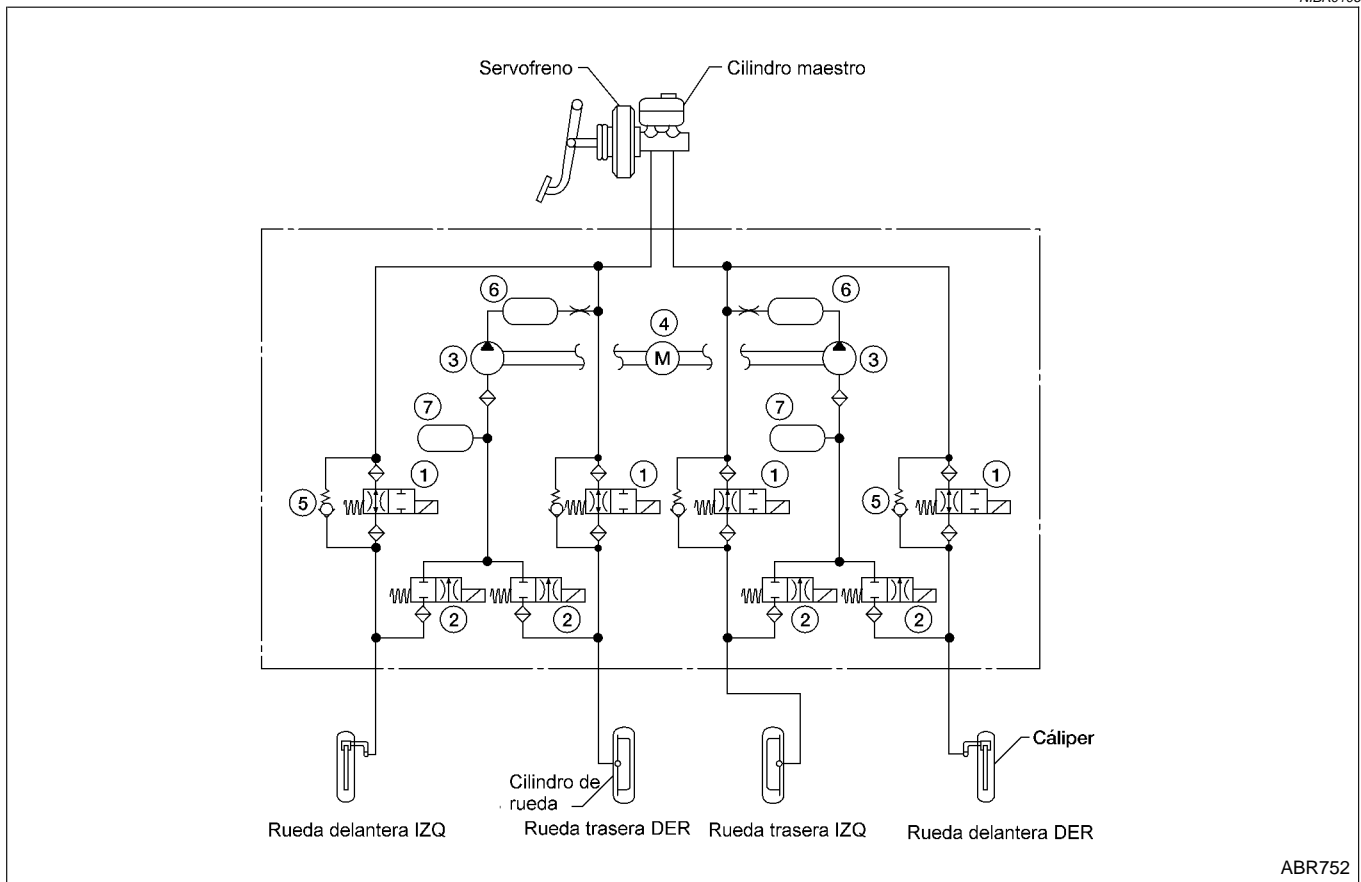 Servofreno
Cilindro maestro
6
6
4
3
M
3
7
7
1
1
1
1
5
5
2
2
2
2
Cáliper
Cilindro de
rueda
Rueda delantera IZQ
Rueda trasera DER
Rueda trasera IZQ
Rueda delantera DER
ABR752